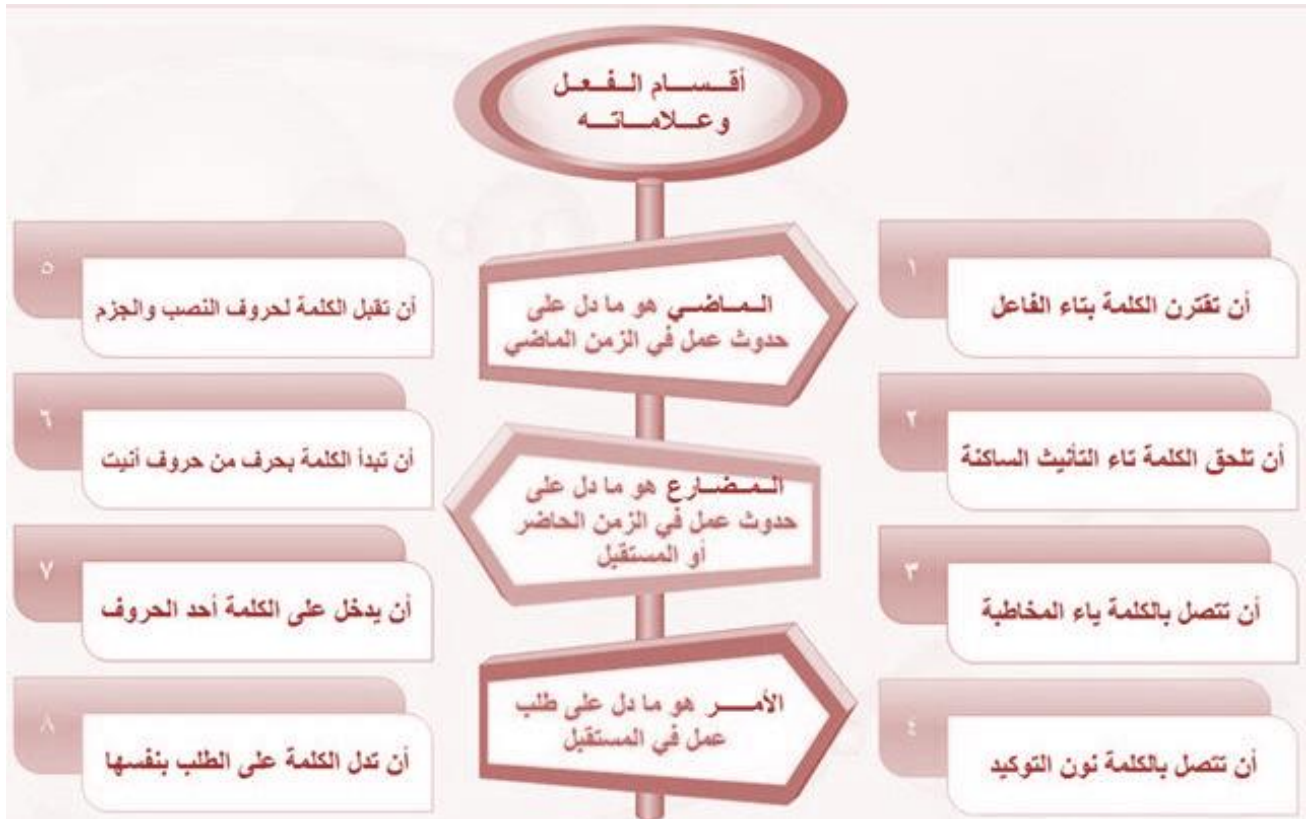 أقسام الفعل
وعلاماته
١
أن تقترن الكلمة بتاء الفاعل
٢
أن تلحق الكلمة تاء التأنيث الساكنة
٣
أن تتصل بالكلمة ياء المخاطبة
٤
أن تتصل بالكلمة نون التوكيد
الماضي هو ما دل على
حدوث عمل في الزمن الماضي
المضارع هو ما دل على
حدوث عمل في الزمن الحاضر
أو المستقبل
الأمر هو ما دل على طلب
عمل في المستقبل
٥
أن تقبل الكلمة لحروف النصب والجزم
٦
أن تبدأ الكلمة بحرف من حروف أنيت
٧
أن يدخل على الكلمة أحد الحروف
٨
أن تدل الكلمة على الطلب بنفسها